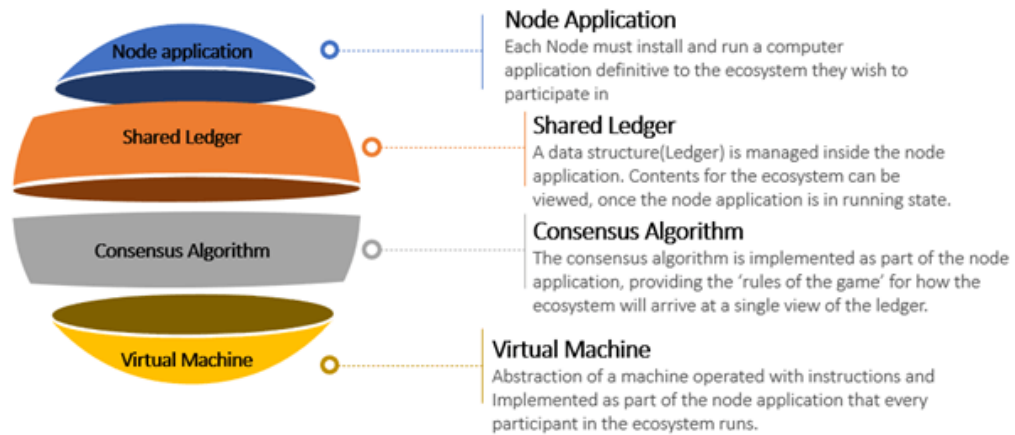 Node application
Node Application
Each Node must install and run a computer
application definitive to the ecosystem they wish to
participate in
Shared Ledger
Shared Ledger
A data structure(Ledger) is managed inside the node
application. Contents for the ecosystem can be
viewed, once the node application is in running state.
Consensus Algorithm
Consensus Algorithm
The consensus algorithm is implemented as part of the node
application, providing the ‘rules of the game’ for how the
ecosystem will arrive at a single view of the ledger.
Virtual Machine
Virtual Machine
Abstraction of a machine operated with instructions and
Implemented as part of the node application that every
participant in the ecosystem runs.